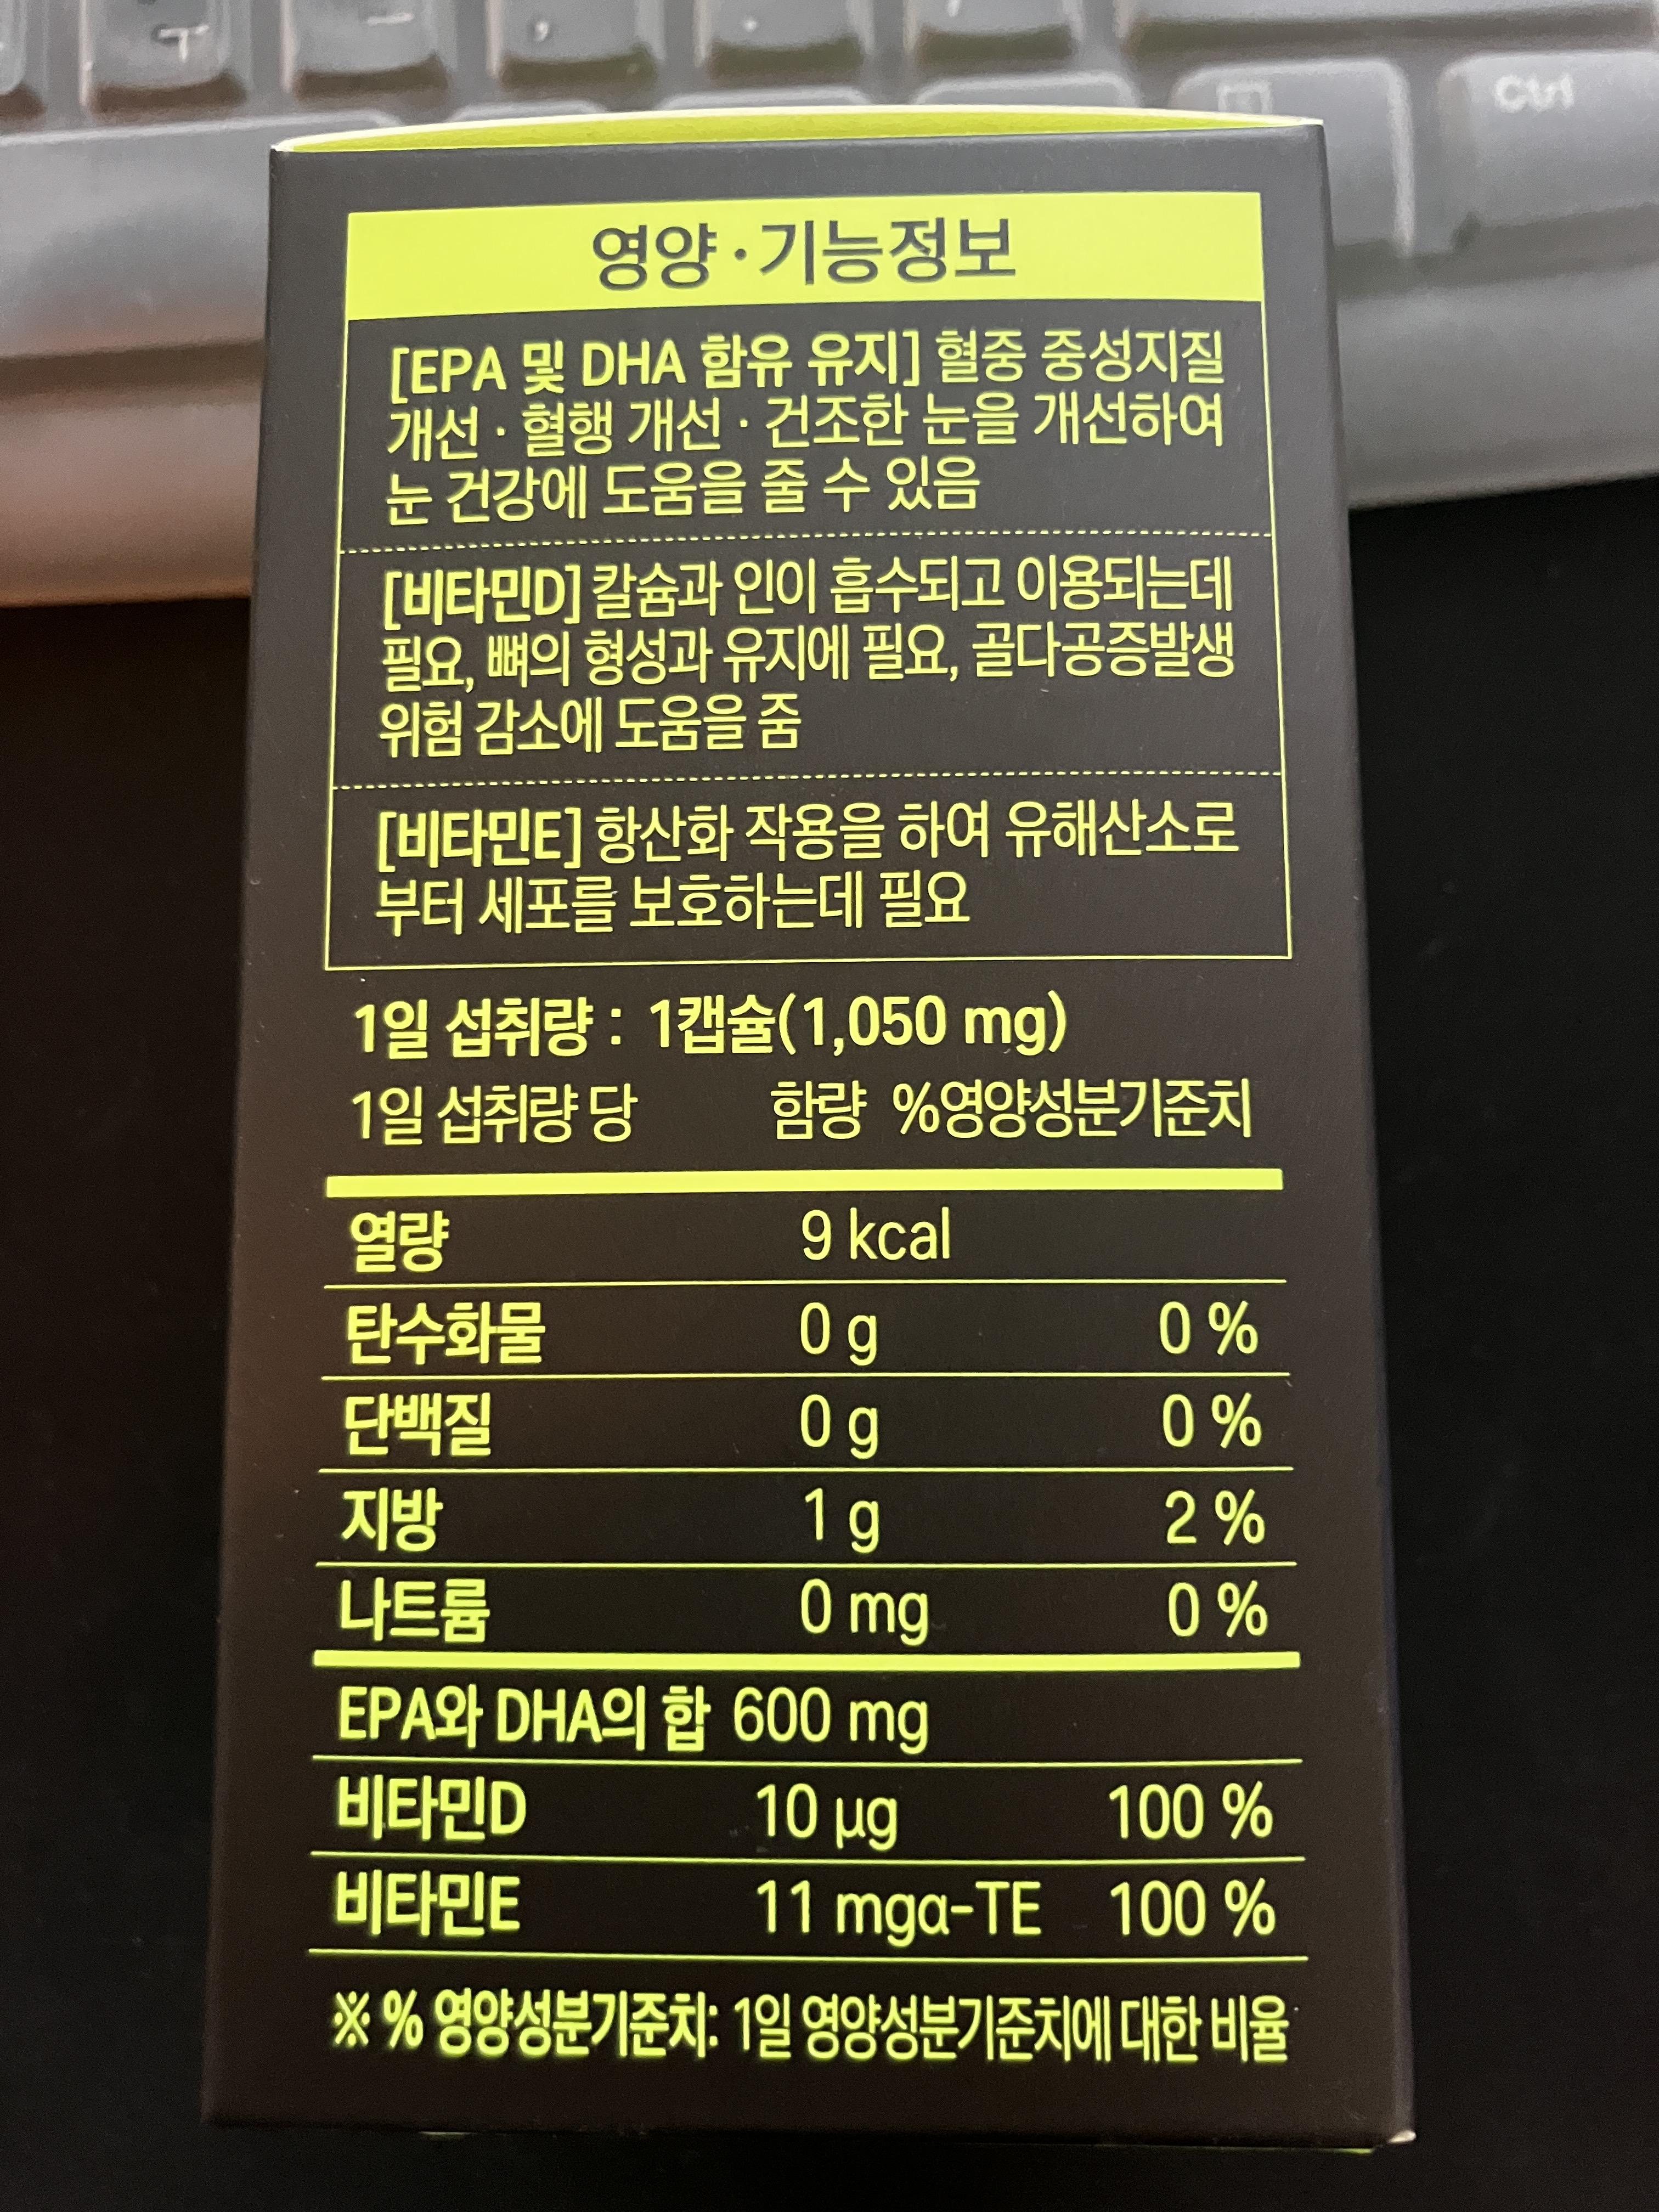 Ctrl
영양·기능정보
[EPA 및 DHA 함유 유지] 혈중 중성지질
개선·혈행 개선·건조한 눈을 개선하여
눈 건강에 도움을 줄 수 있음
[비타민D] 칼슘과 인이 흡수되고 이용되는데
필요, 뼈의 형성과 유지에 필요, 골다공증발생
위험 감소에 도움을 줌
[비타민E] 항산화 작용을 하여 유해산소로
부터 세포를 보호하는데 필요
1일 섭취량 : 1캡슐(1,050 mg)
1일 섭취량 당 함량 %영양성분기준치
열량 9 kcal
탄수화물 0 g 0 %
단백질 0 g 0 %
지방 1 g 2 %
나트륨 0 mg 0 %
EPA와 DHA의 합 600 mg
비타민D 10 µg 100 %
비타민E 11 mgα-TE 100 %
※ % 영양성분기준치: 1일 영양성분기준치에 대한 비율